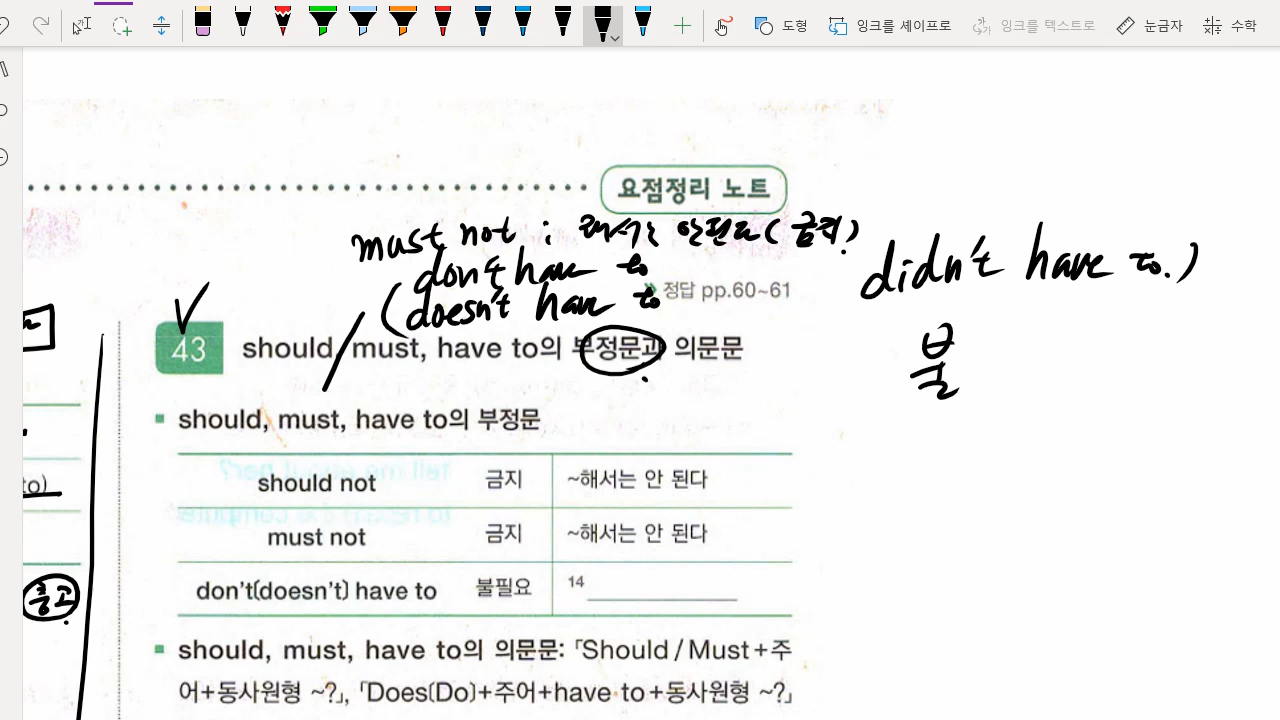 도형 잉크를 셰이프로 잉크를 텍스트로 눈금자 수학
요점정리 노트
must not : 해서는 안된다 (금지)
don't have to
(doesn't have to
didn't have to.)
불
정답 pp.60~61
43 should, must, have to의 부정문과 의문문
should, must, have to의 부정문
should not 금지 ~해서는 안 된다
must not 금지 ~해서는 안 된다
don't(doesn't) have to 불필요 14
to)
충고
should, must, have to의 의문문: 「Should / Must+주
어+동사원형 ~?」, 「Does(Do)+주어+have to+동사원형 ~?」